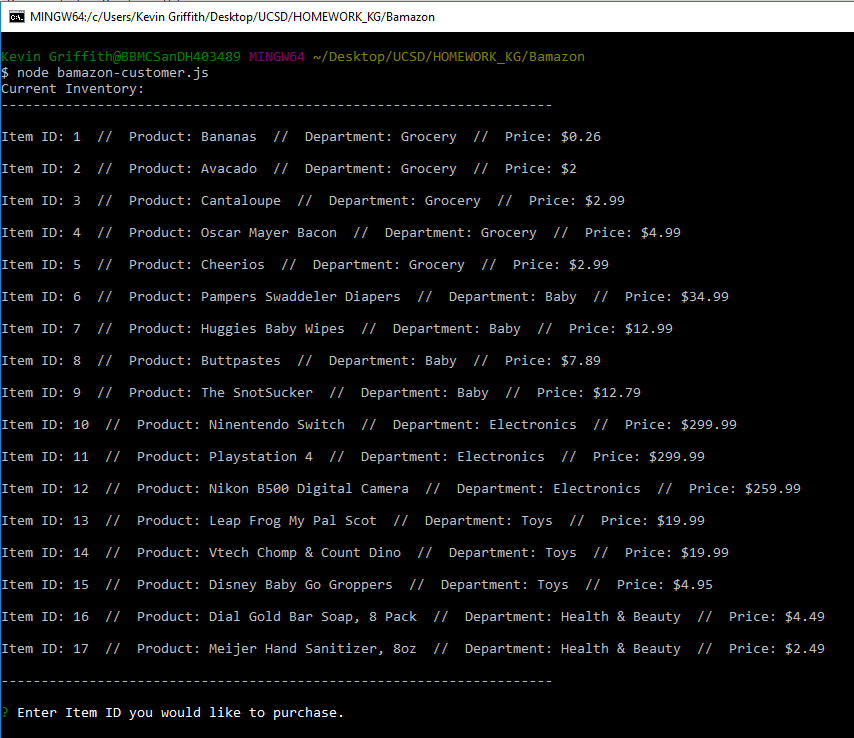 MINGW64:/c/Users/Kevin Griffith/Desktop/UCSD/HOMEWORK_KG/Bamazon
Kevin Griffith@BBMCSanDH403489 MINGW64 ~/Desktop/UCSD/HOMEWORK_KG/Bamazon
$ node bamazon-customer.js
Current Inventory:
---------------------------------------------------------------------
Item ID: 1  //  Product: Bananas  //  Department: Grocery  //  Price: $0.26
Item ID: 2  //  Product: Avacado  //  Department: Grocery  //  Price: $2
Item ID: 3  //  Product: Cantaloupe  //  Department: Grocery  //  Price: $2.99
Item ID: 4  //  Product: Oscar Mayer Bacon  //  Department: Grocery  //  Price: $4.99
Item ID: 5  //  Product: Cheerios  //  Department: Grocery  //  Price: $2.99
Item ID: 6  //  Product: Pampers Swaddeler Diapers  //  Department: Baby  //  Price: $34.99
Item ID: 7  //  Product: Huggies Baby Wipes  //  Department: Baby  //  Price: $12.99
Item ID: 8  //  Product: Buttpastes  //  Department: Baby  //  Price: $7.89
Item ID: 9  //  Product: The SnotSucker  //  Department: Baby  //  Price: $12.79
Item ID: 10  //  Product: Ninentendo Switch  //  Department: Electronics  //  Price: $299.99
Item ID: 11  //  Product: Playstation 4  //  Department: Electronics  //  Price: $299.99
Item ID: 12  //  Product: Nikon B500 Digital Camera  //  Department: Electronics  //  Price: $259.99
Item ID: 13  //  Product: Leap Frog My Pal Scot  //  Department: Toys  //  Price: $19.99
Item ID: 14  //  Product: Vtech Chomp & Count Dino  //  Department: Toys  //  Price: $19.99
Item ID: 15  //  Product: Disney Baby Go Groppers  //  Department: Toys  //  Price: $4.95
Item ID: 16  //  Product: Dial Gold Bar Soap, 8 Pack  //  Department: Health & Beauty  //  Price: $4.49
Item ID: 17  //  Product: Meijer Hand Sanitizer, 8oz  //  Department: Health & Beauty  //  Price: $2.49
---------------------------------------------------------------------
? Enter Item ID you would like to purchase.